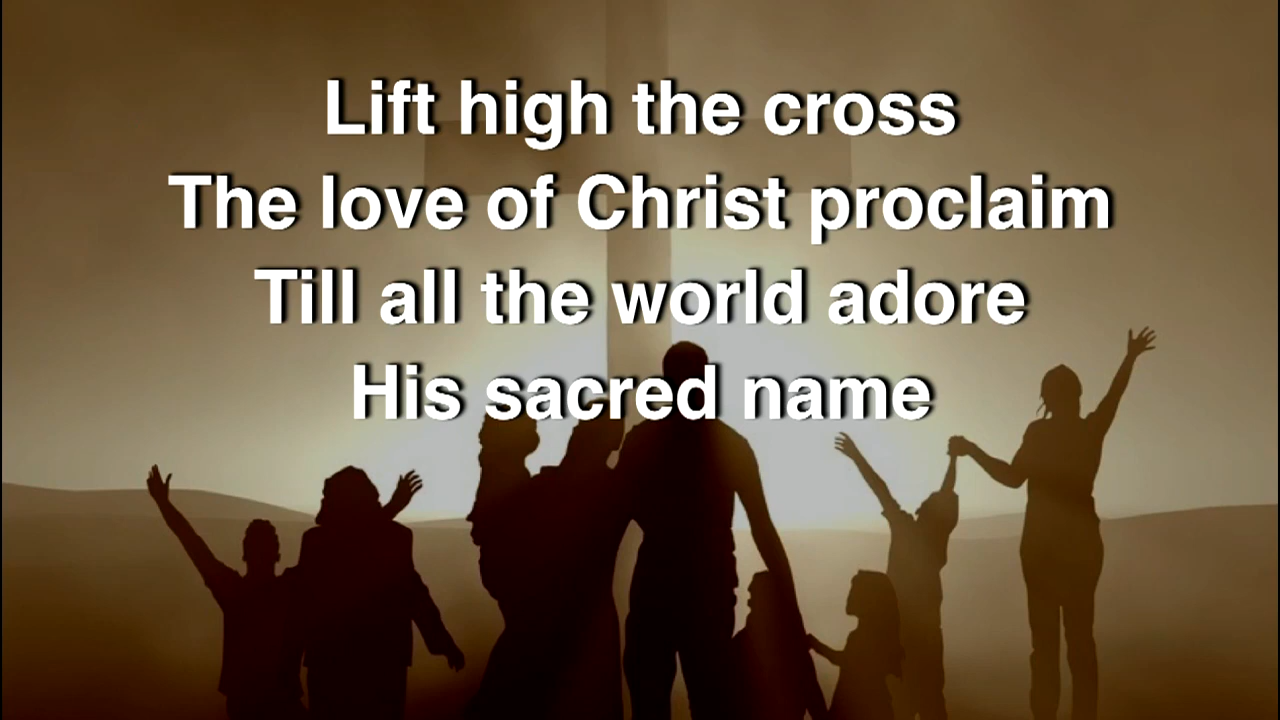 Lift high the cross
The love of Christ proclaim
Till all the world adore
His sacred name